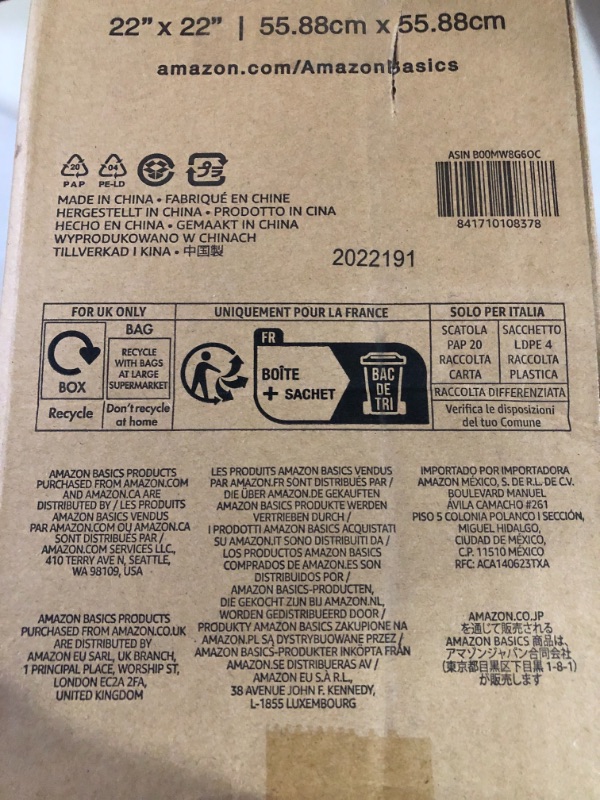 22" x 22" | 55.88cm x 55.88cm
amazon.com/AmazonBasics
20
PAP
04
PE-LD
プラ
MADE IN CHINA • FABRIQUÉ EN CHINE
HERGESTELLT IN CHINA • PRODOTTO IN CINA
HECHO EN CHINA • GEMAAKT IN CHINA
WYPRODUKOWANO W CHINACH
TILLVERKAD I KINA • 中国製
2022191
ASIN B00MW8G6OC
841710108378
FOR UK ONLY
BOX
Recycle
BAG
RECYCLE
WITH BAGS
AT LARGE
SUPERMARKET
Don't recycle
at home
UNIQUEMENT POUR LA FRANCE
FR
BOÎTE
+ SACHET
BAC
DE
TRI
SOLO PER ITALIA
SCATOLA
PAP 20
RACCOLTA
CARTA
SACCHETTO
LDPE 4
RACCOLTA
PLASTICA
RACCOLTA DIFFERENZIATA
Verifica le disposizioni
del tuo Comune
AMAZON BASICS PRODUCTS
PURCHASED FROM AMAZON.COM
AND AMAZON.CA ARE
DISTRIBUTED BY / LES PRODUITS
AMAZON BASICS VENDUS
PAR AMAZON.COM OU AMAZON.CA
SONT DISTRIBUÉS PAR /
AMAZON.COM SERVICES LLC,
410 TERRY AVE N, SEATTLE,
WA 98109, USA
AMAZON BASICS PRODUCTS
PURCHASED FROM AMAZON.CO.UK
ARE DISTRIBUTED BY
AMAZON EU SARL, UK BRANCH,
1 PRINCIPAL PLACE, WORSHIP ST,
LONDON EC2A 2FA,
UNITED KINGDOM
LES PRODUITS AMAZON BASICS VENDUS
PAR AMAZON.FR SONT DISTRIBUÉS PAR /
DIE ÜBER AMAZON.DE GEKAUFTEN
AMAZON BASICS PRODUKTE WERDEN
VERTRIEBEN DURCH /
I PRODOTTI AMAZON BASICS ACQUISTATI
SU AMAZON.IT SONO DISTRIBUITI DA /
LOS PRODUCTOS AMAZON BASICS
COMPRADOS DE AMAZON.ES SON
DISTRIBUIDOS POR /
AMAZON BASICS-PRODUCTEN,
DIE GEKOCHT ZIJN BIJ AMAZON.NL,
WORDEN GEDISTRIBUEERD DOOR /
PRODUKTY AMAZON BASICS ZAKUPIONE NA
AMAZON.PL SĄ DYSTRYBUOWANE PRZEZ /
AMAZON BASICS-PRODUKTER INKÖPTA FRÅN
AMAZON.SE DISTRIBUERAS AV /
AMAZON EU S.À R.L.,
38 AVENUE JOHN F. KENNEDY,
L-1855 LUXEMBOURG
IMPORTADO POR IMPORTADORA
AMAZON MÉXICO, S. DE R.L. DE C.V.
BOULEVARD MANUEL
ÁVILA CAMACHO #261
PISO 5 COLONIA POLANCO I SECCIÓN,
MIGUEL HIDALGO,
CIUDAD DE MÉXICO,
C.P. 11510 MÉXICO
RFC: ACA140623TXA
AMAZON.CO.JP
を通じて販売される
AMAZON BASICS 商品は、
アマゾンジャパン合同会社
(東京都目黒区下目黒 1-8-1)
が販売します